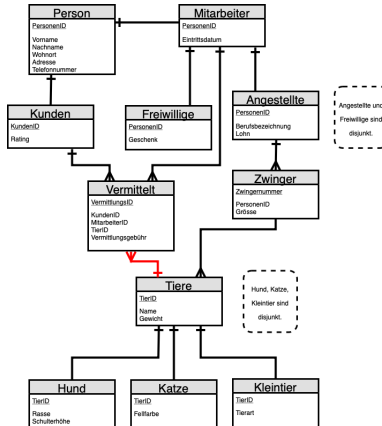 Person
PersonenID
Vorname
Nachname
Wohnort
Adresse
Telefonnummer
Mitarbeiter
PersonenID
Eintrittsdatum
Kunden
KundenID
Rating
Freiwillige
PersonenID
Geschenk
Angestellte
PersonenID
Berufsbezeichnung
Lohn
Angestellte und
Freiwillige sind
disjunkt.
Vermittelt
VermittlungsID
KundenID
MitarbeiterID
TierID
Vermittlungsgebühr
Zwinger
Zwingernummer
PersonenID
Grösse
Tiere
TierID
Name
Gewicht
Hund, Katze,
Kleintier sind
disjunkt.
Hund
TierID
Rasse
Schulterhöhe
Katze
TierID
Fellfarbe
Kleintier
TierID
Tierart